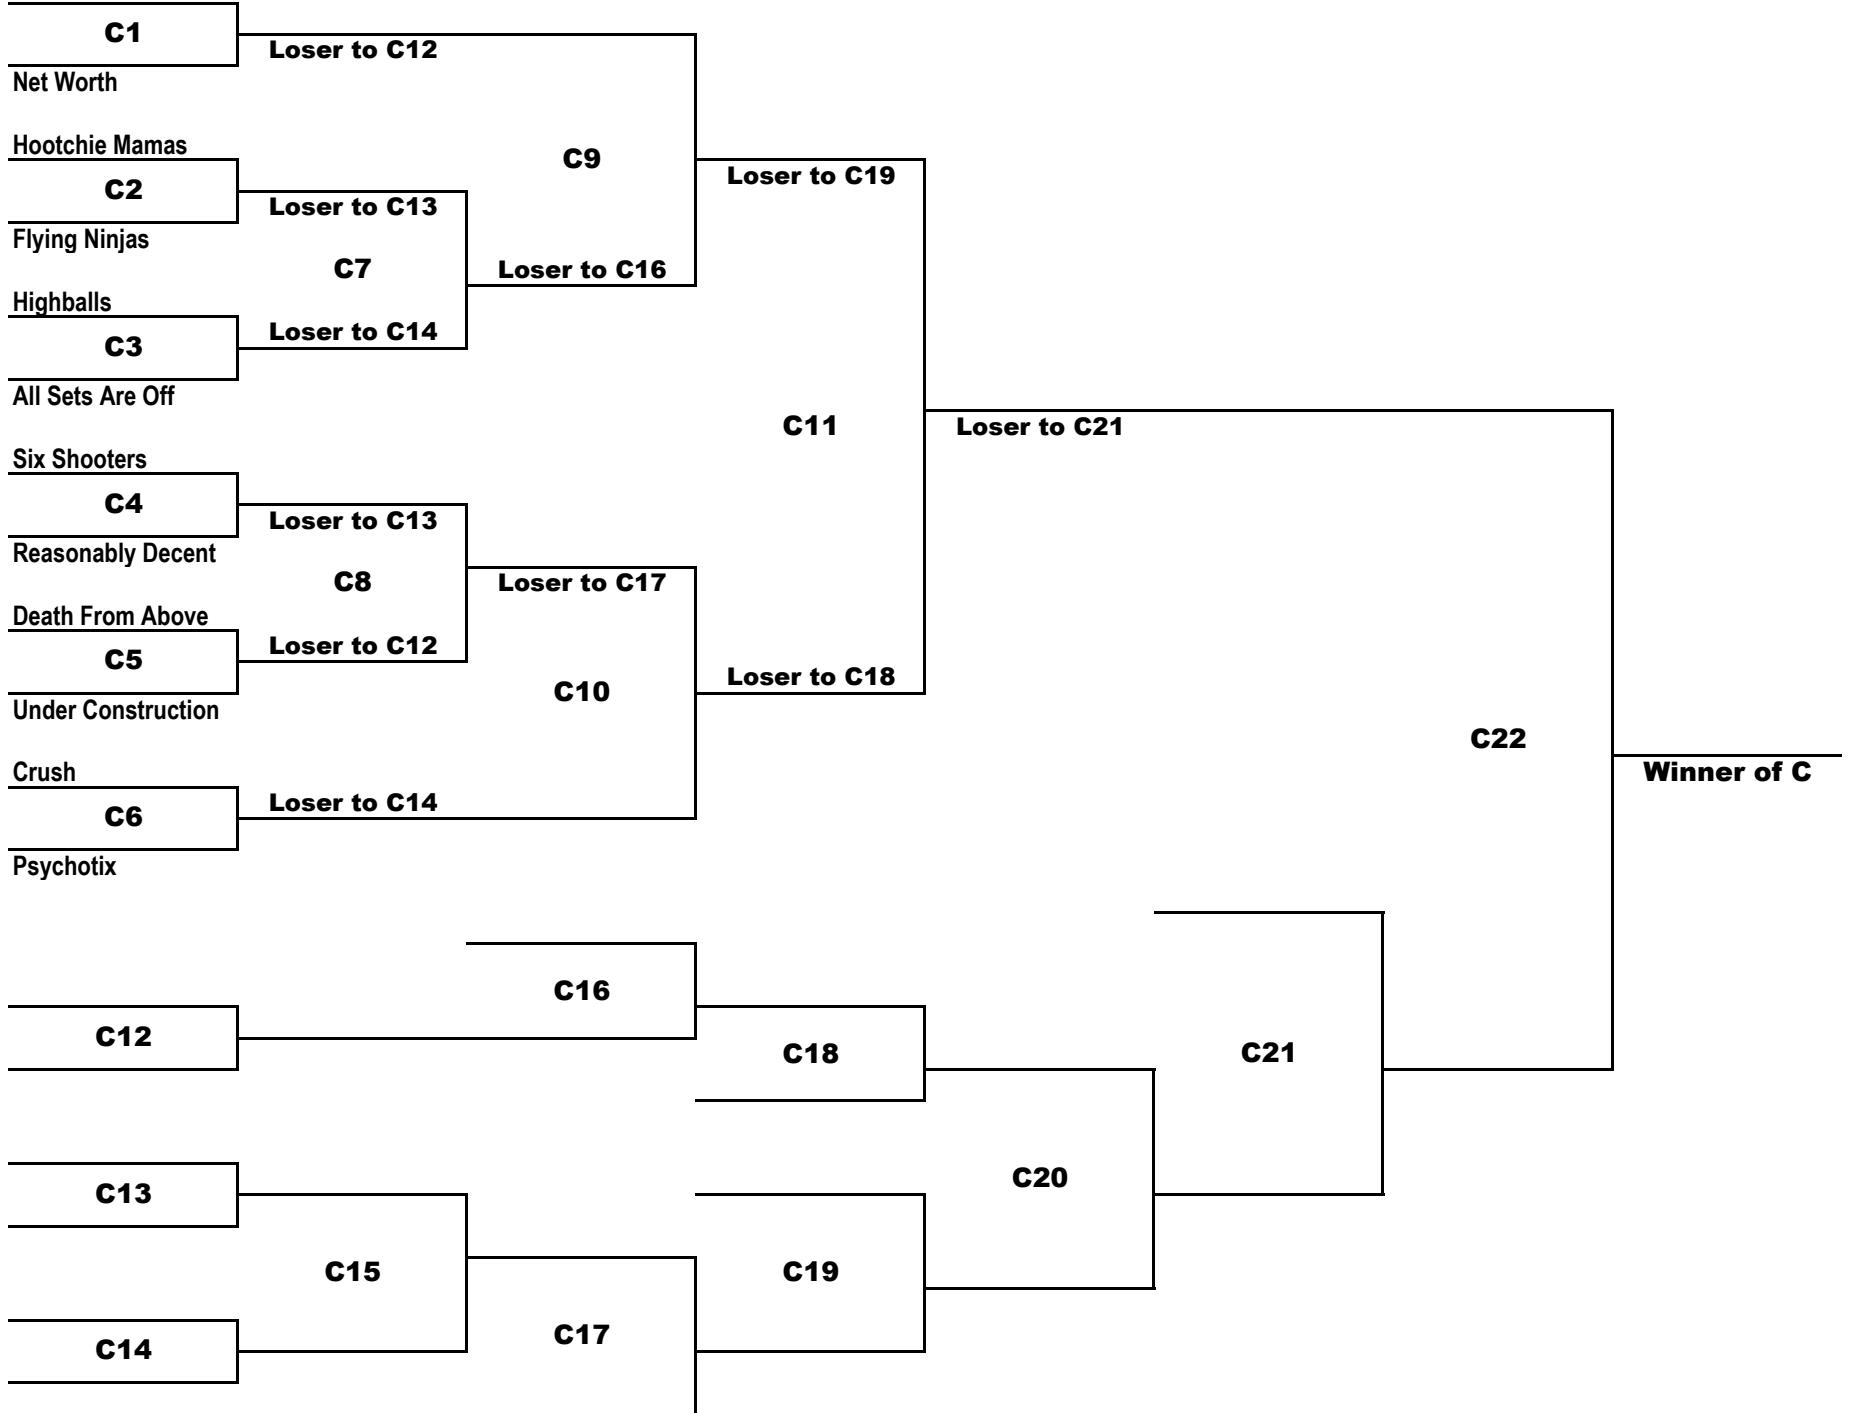 C1
Loser to C12
Net Worth
Hootchie Mamas
C9
C2
Loser to C19
Loser to C13
Flying Ninjas
C7
Loser to C16
Highballs
Loser to C14
C3
All Sets Are Off
C11
Loser to C21
Six Shooters
C4
Loser to C13
Reasonably Decent
C8
Loser to C17
Death From Above
Loser to C12
C5
Loser to C18
C10
Under Construction
C22
Crush
Winner of C
Loser to C14
C6
Psychotix
C16
C12
C18
C21
C13
C20
C15
C19
C17
C14